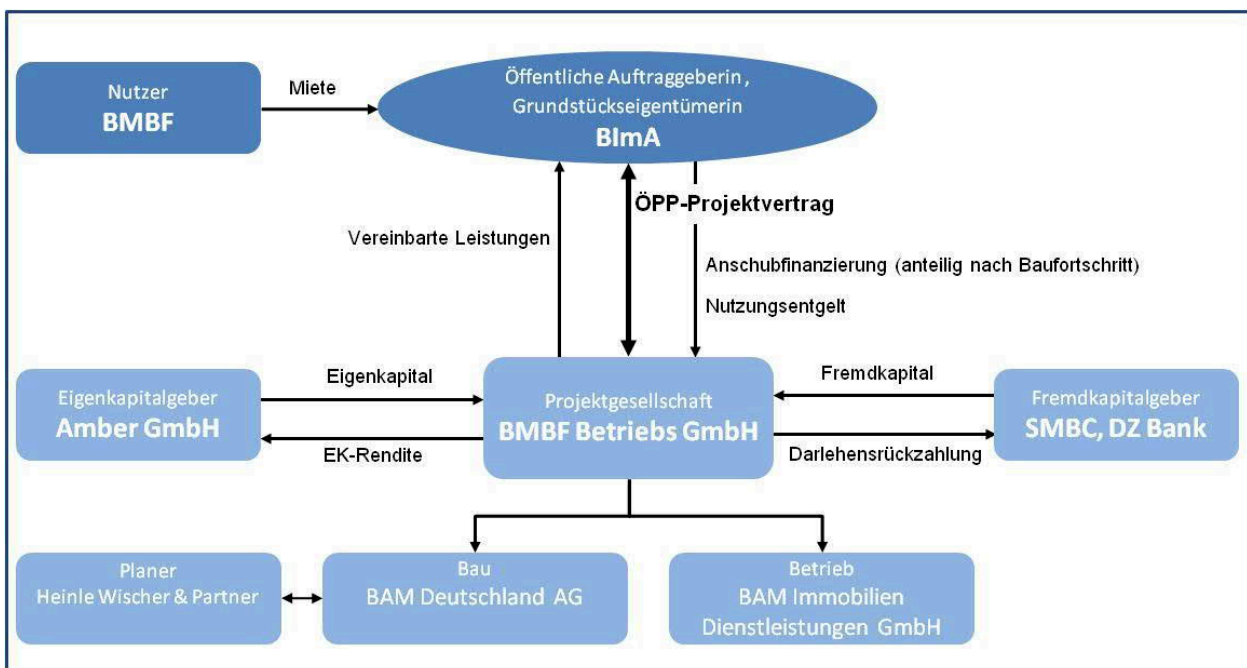 Nutzer
BMBF
Miete
Öffentliche Auftraggeberin ,
Grundstückseigentümerin
BImA
ÖPP-Projektvertrag
Vereinbarte Leistungen
Anschubfinanzierung (anteilig nach Baufortschritt)
Nutzungsentgelt
Eigenkapitalgeber
Amber GmbH
Eigenkapital
EK-Rendite
Projektgesellschaft
BMBF Betriebs GmbH
Fremdkapital
Darlehensrückzahlung
Fremdkapitalgeber
SMBC, DZ Bank
Planer
Heinle Wischer & Partner
Bau
BAM Deutschland AG
Betrieb
BAM Immobilien
Dienstleistungen GmbH